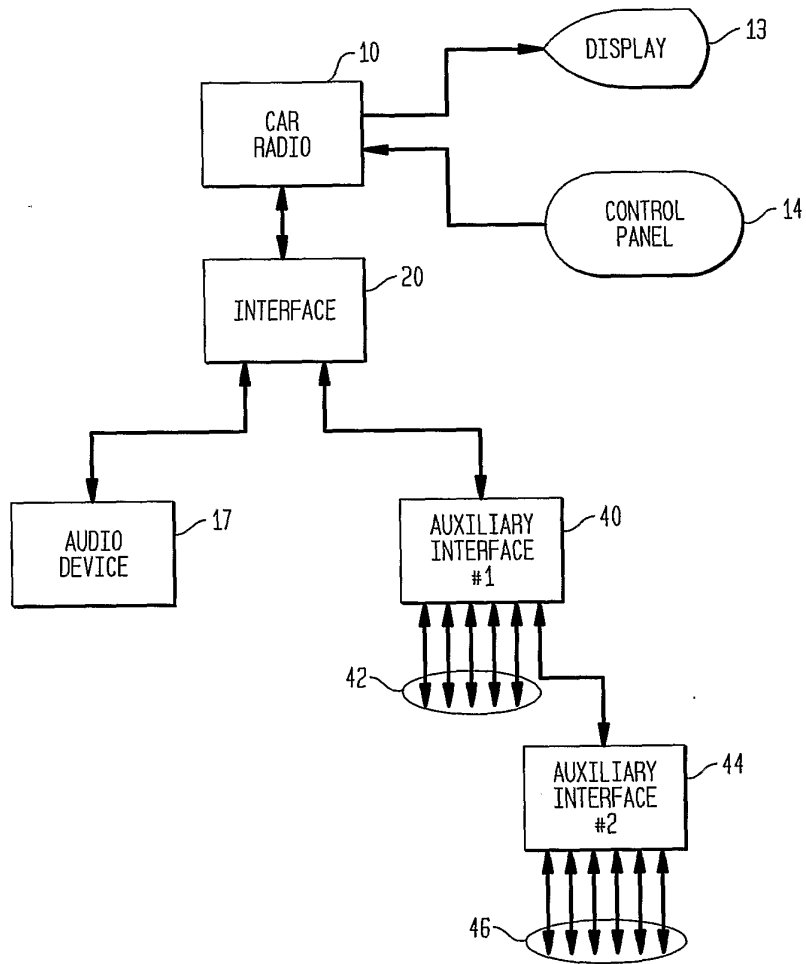 10
CAR
RADIO
DISPLAY
13
CONTROL
PANEL
14
20
INTERFACE
17
AUDIO
DEVICE
40
AUXILIARY
INTERFACE
#1
42
44
AUXILIARY
INTERFACE
#2
46